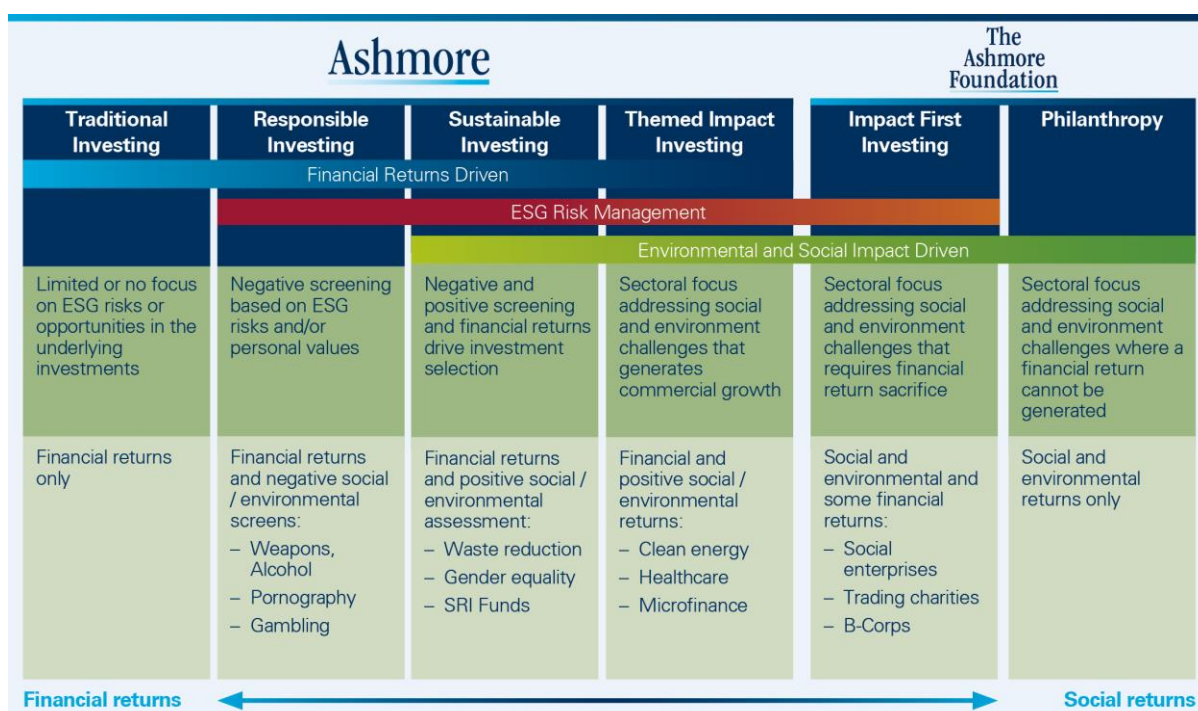 Ashmore
The
Ashmore
Foundation
Traditional
Investing
Responsible
Investing
Sustainable
Investing
Themed Impact
Investing
Impact First
Investing
Philanthropy
Financial Returns Driven
ESG Risk Management
Environmental and Social Impact Driven
Limited or no focus
on ESG risks or
opportunities in the
underlying
investments
Negative screening
based on ESG
risks and/or
personal values
Negative and
positive screening
and financial returns
drive investment
selection
Sectoral focus
addressing social
and environment
challenges that
generates
commercial growth
Sectoral focus
addressing social
and environment
challenges that
requires financial
return sacrifice
Sectoral focus
addressing social
and environment
challenges where a
financial return
cannot be
generated
Financial returns
only
Financial returns
and negative social
/ environmental
screens:
– Weapons,
Alcohol
– Pornography
– Gambling
Financial returns
and positive social /
environmental
assessment:
– Waste reduction
– Gender equality
– SRI Funds
Financial and
positive social /
environmental
returns:
– Clean energy
– Healthcare
– Microfinance
Social and
environmental and
some financial
returns:
– Social
enterprises
– Trading charities
– B-Corps
Social and
environmental
returns only
Financial returns
Social returns